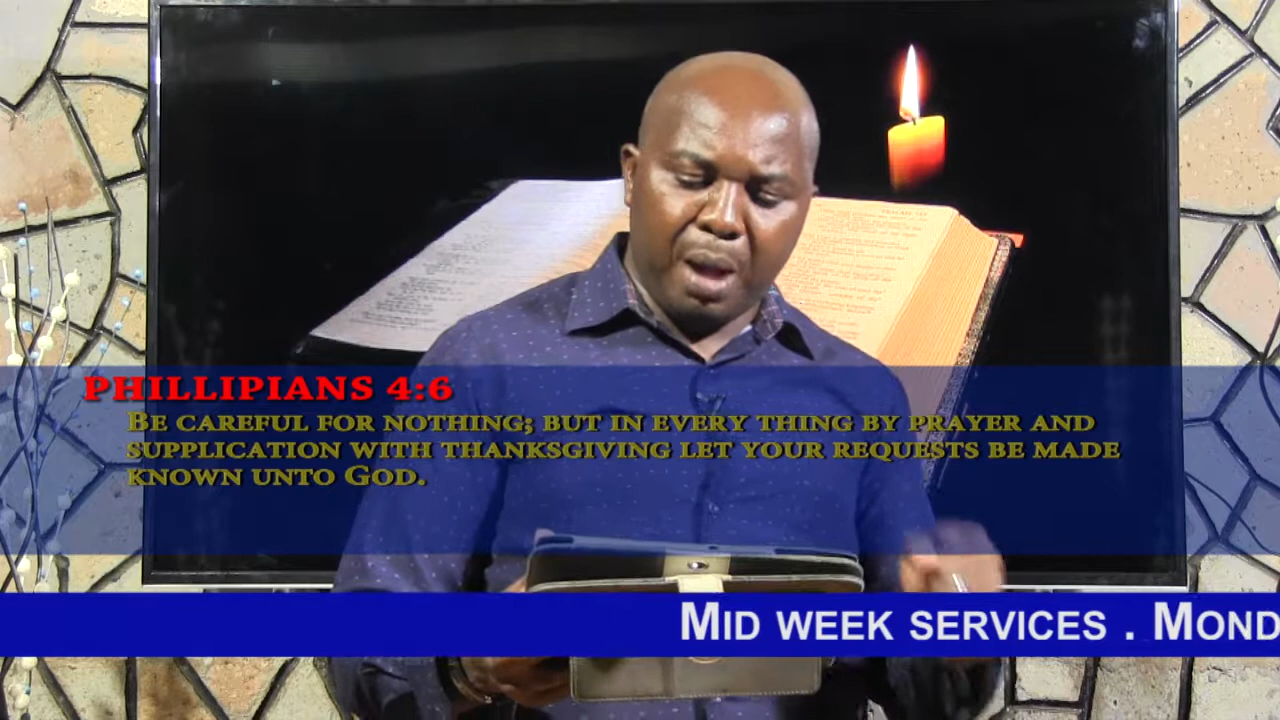 PHILLIPIANS 4:6
Be careful for nothing; but in every thing by prayer and
supplication with thanksgiving let your requests be made
known unto God.
Mid week services . Mond